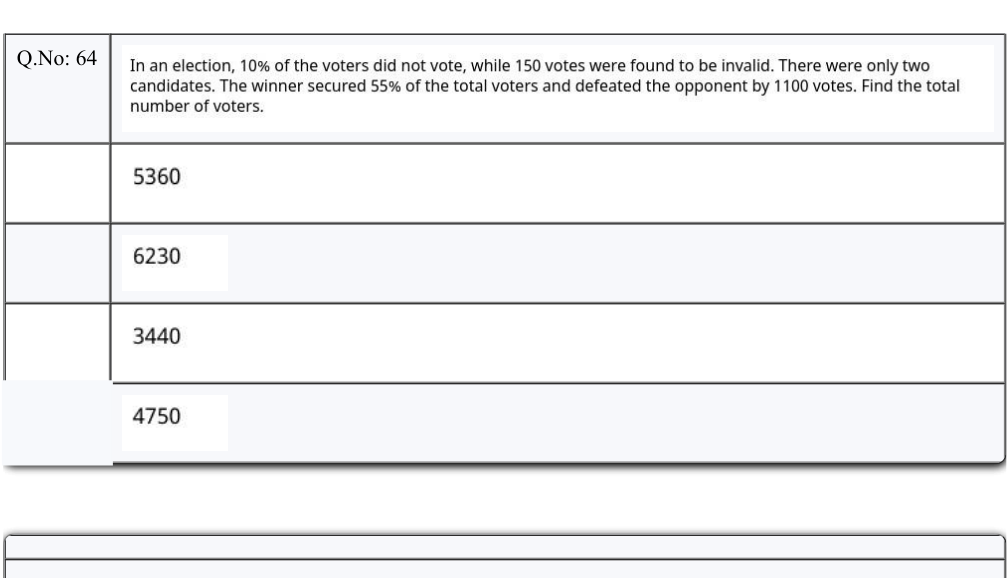 Q.No: 64
In an election, 10% of the voters did not vote, while 150 votes were found to be invalid. There were only two
candidates. The winner secured 55% of the total voters and defeated the opponent by 1100 votes. Find the total
number of voters.
5360
6230
3440
4750